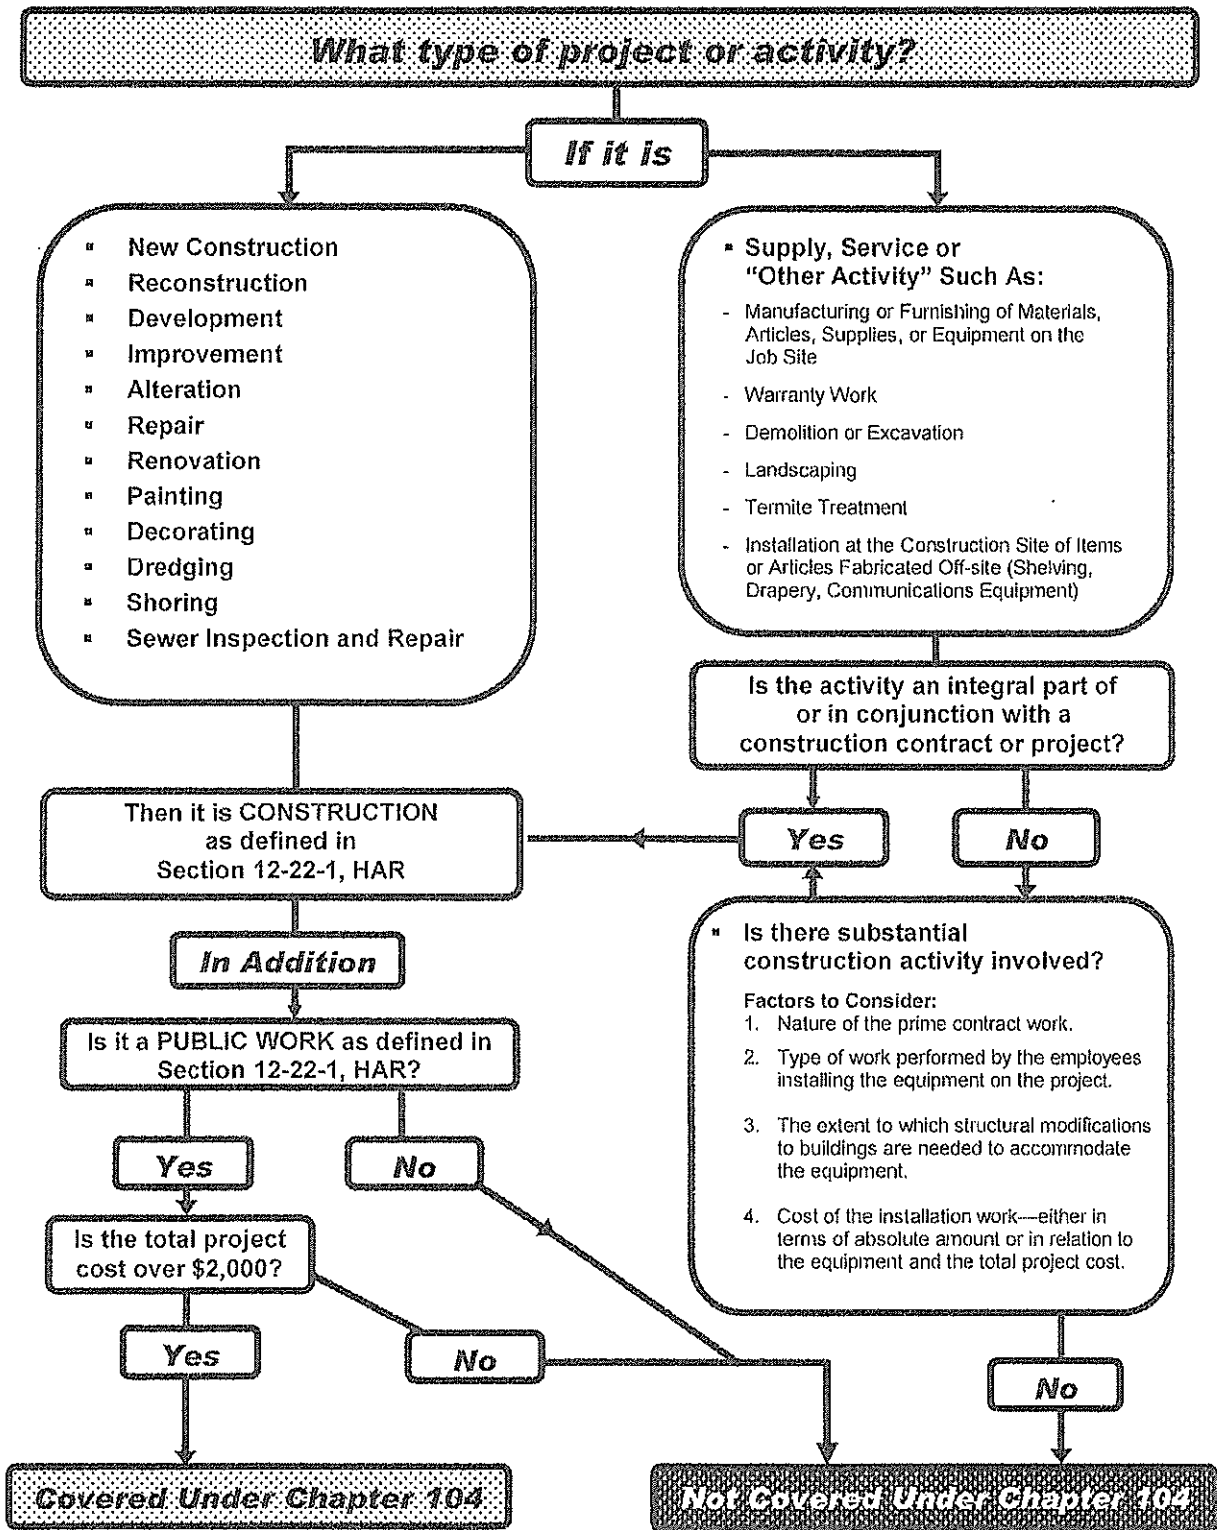 What type of project or activity?
If it is
▪ New Construction
▪ Reconstruction
▪ Development
▪ Improvement
▪ Alteration
▪ Repair
▪ Renovation
▪ Painting
▪ Decorating
▪ Dredging
▪ Shoring
▪ Sewer Inspection and Repair
▪ Supply, Service or
"Other Activity" Such As:
- Manufacturing or Furnishing of Materials,
Articles, Supplies, or Equipment on the
Job Site
- Warranty Work
- Demolition or Excavation
- Landscaping
- Termite Treatment
- Installation at the Construction Site of Items
or Articles Fabricated Off-site (Shelving,
Drapery, Communications Equipment)
Is the activity an integral part of
or in conjunction with a
construction contract or project?
Yes
No
Then it is CONSTRUCTION
as defined in
Section 12-22-1, HAR
▪ Is there substantial
construction activity involved?
Factors to Consider:
1. Nature of the prime contract work.
2. Type of work performed by the employees
installing the equipment on the project.
3. The extent to which structural modifications
to buildings are needed to accommodate
the equipment.
4. Cost of the installation work—either in
terms of absolute amount or in relation to
the equipment and the total project cost.
No
In Addition
Is it a PUBLIC WORK as defined in
Section 12-22-1, HAR?
Yes
No
Is the total project
cost over $2,000?
Yes
No
Covered Under Chapter 104
Not Covered Under Chapter 104